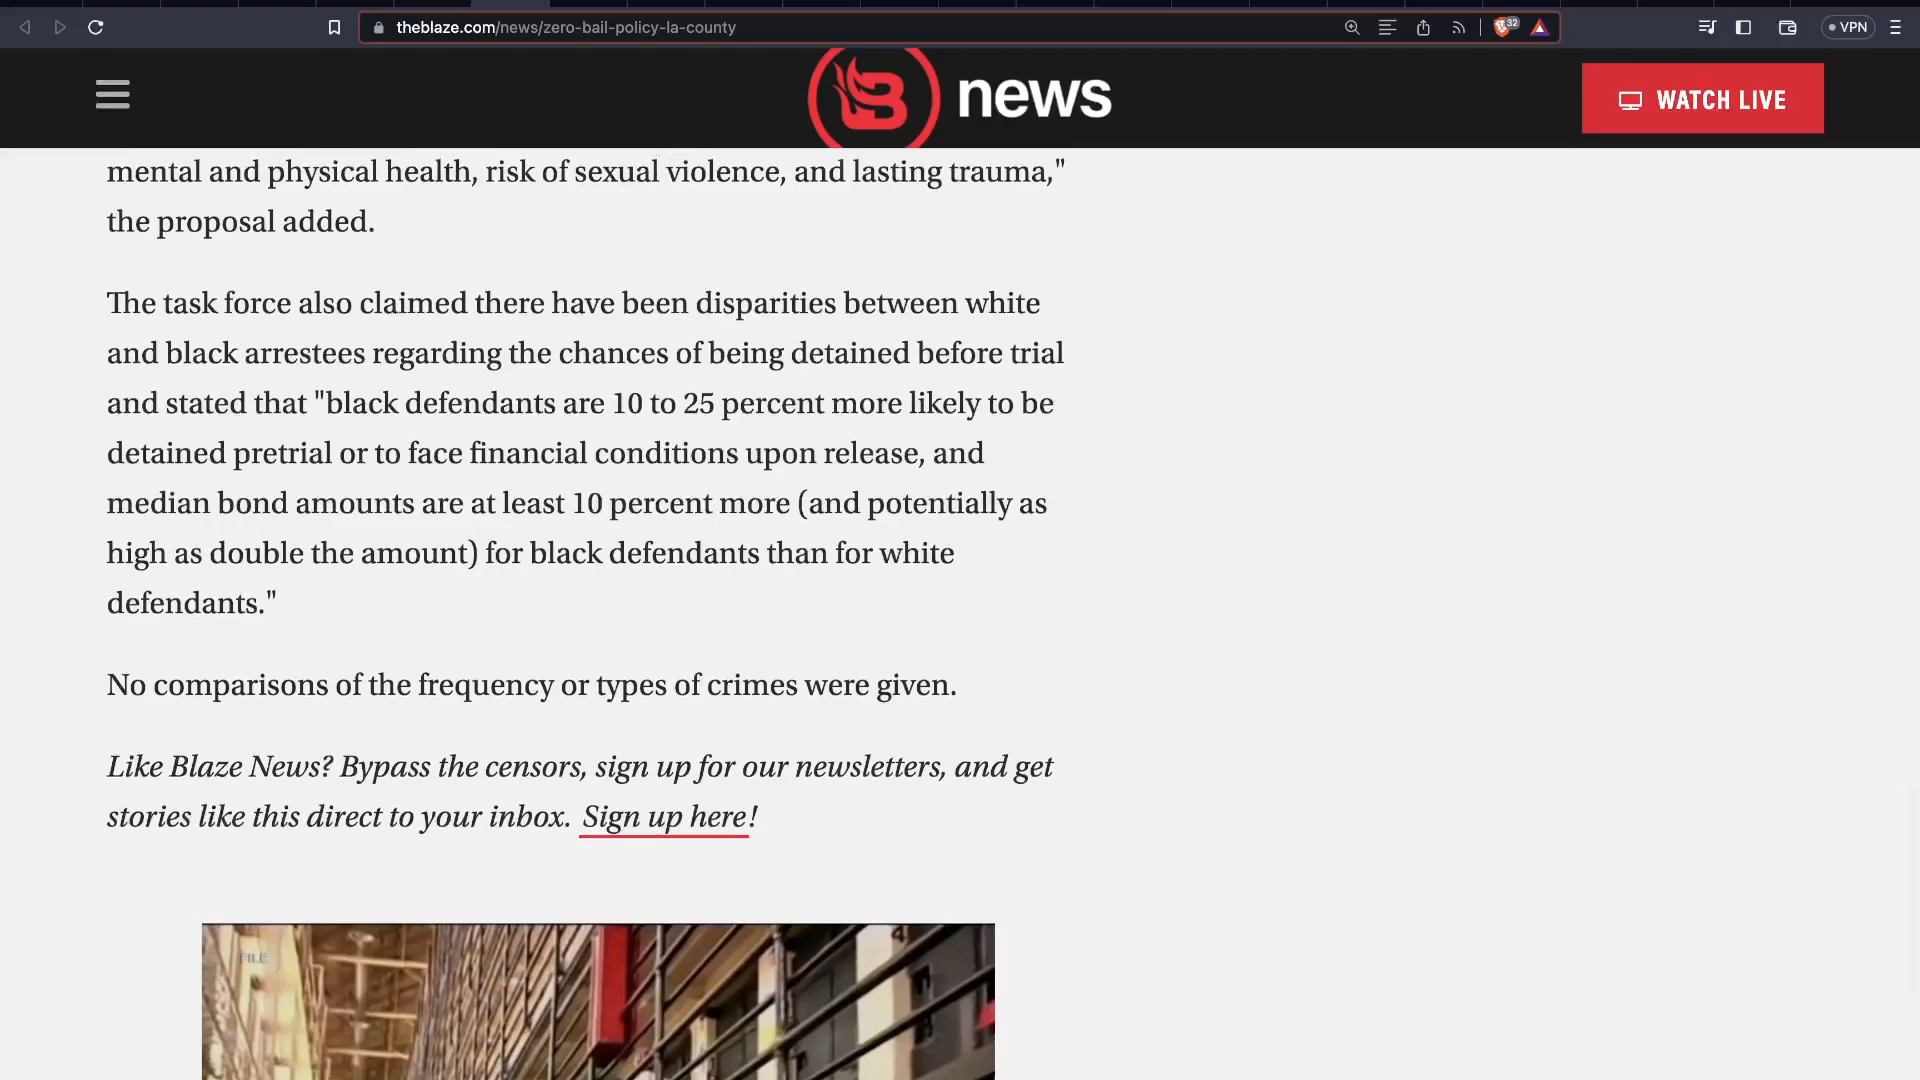 theblaze.com/news/zero-bail-policy-la-county
32
VPN
B news
WATCH LIVE
mental and physical health, risk of sexual violence, and lasting trauma,"
the proposal added.
The task force also claimed there have been disparities between white
and black arrestees regarding the chances of being detained before trial
and stated that "black defendants are 10 to 25 percent more likely to be
detained pretrial or to face financial conditions upon release, and
median bond amounts are at least 10 percent more (and potentially as
high as double the amount) for black defendants than for white
defendants."
No comparisons of the frequency or types of crimes were given.
Like Blaze News? Bypass the censors, sign up for our newsletters, and get
stories like this direct to your inbox. Sign up here!
FILE
4